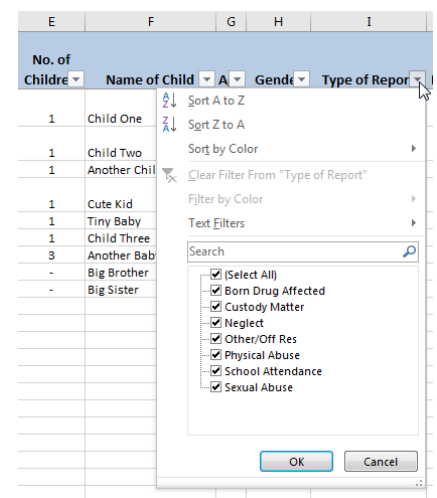 E F G H I
No. of
Childre Name of Child A Gende Type of Repor
1 Child One
1 Child Two
1 Another Chil
1 Cute Kid
1 Tiny Baby
1 Child Three
3 Another Bab
- Big Brother
- Big Sister
Sort A to Z
Sort Z to A
Sort by Color
Clear Filter From "Type of Report"
Filter by Color
Text Filters
Search
(Select All)
Born Drug Affected
Custody Matter
Neglect
Other/Off Res
Physical Abuse
School Attendance
Sexual Abuse
OK Cancel